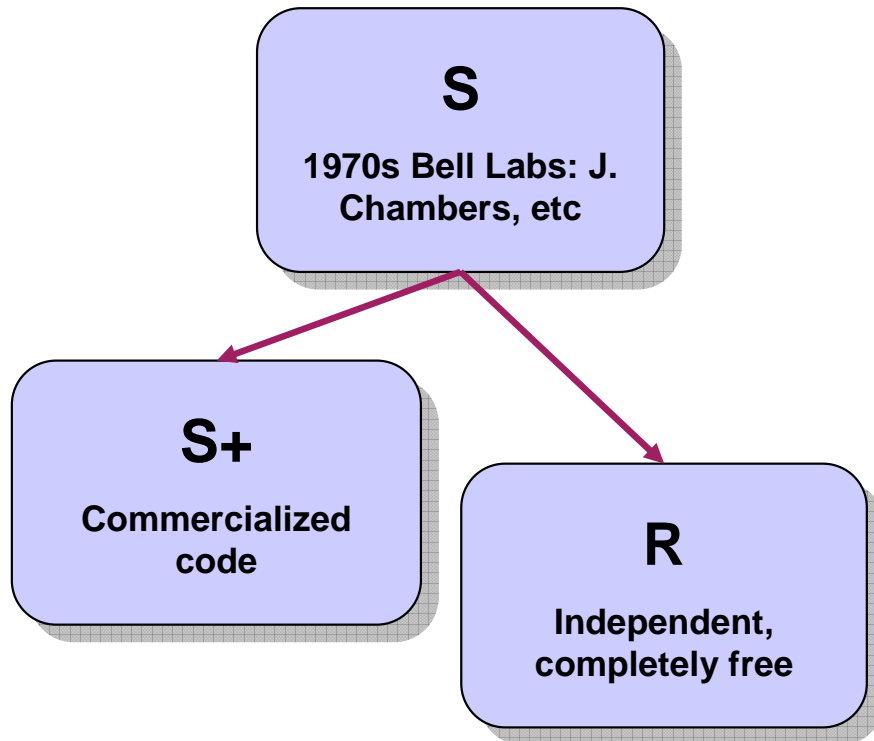 S
1970s Bell Labs: J.
Chambers, etc
S+
Commercialized
code
R
Independent,
completely free